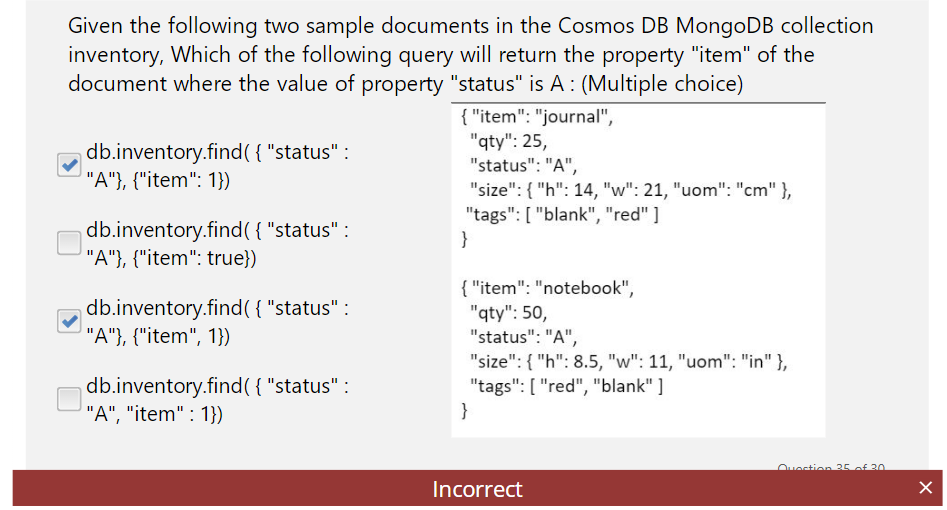 Given the following two sample documents in the Cosmos DB MongoDB collection
inventory, Which of the following query will return the property "item" of the
document where the value of property "status" is A : (Multiple choice)
db.inventory.find( { "status" :
"A"}, {"item": 1})
db.inventory.find( { "status" :
"A"}, {"item": true})
db.inventory.find( { "status" :
"A"}, {"item", 1})
db.inventory.find( { "status" :
"A", "item" : 1})
{ "item": "journal",
"qty": 25,
"status": "A",
"size": { "h": 14, "w": 21, "uom": "cm" },
"tags": [ "blank", "red" ]
}
{ "item": "notebook",
"qty": 50,
"status": "A",
"size": { "h": 8.5, "w": 11, "uom": "in" },
"tags": [ "red", "blank" ]
}
Question 35 of 30
Incorrect